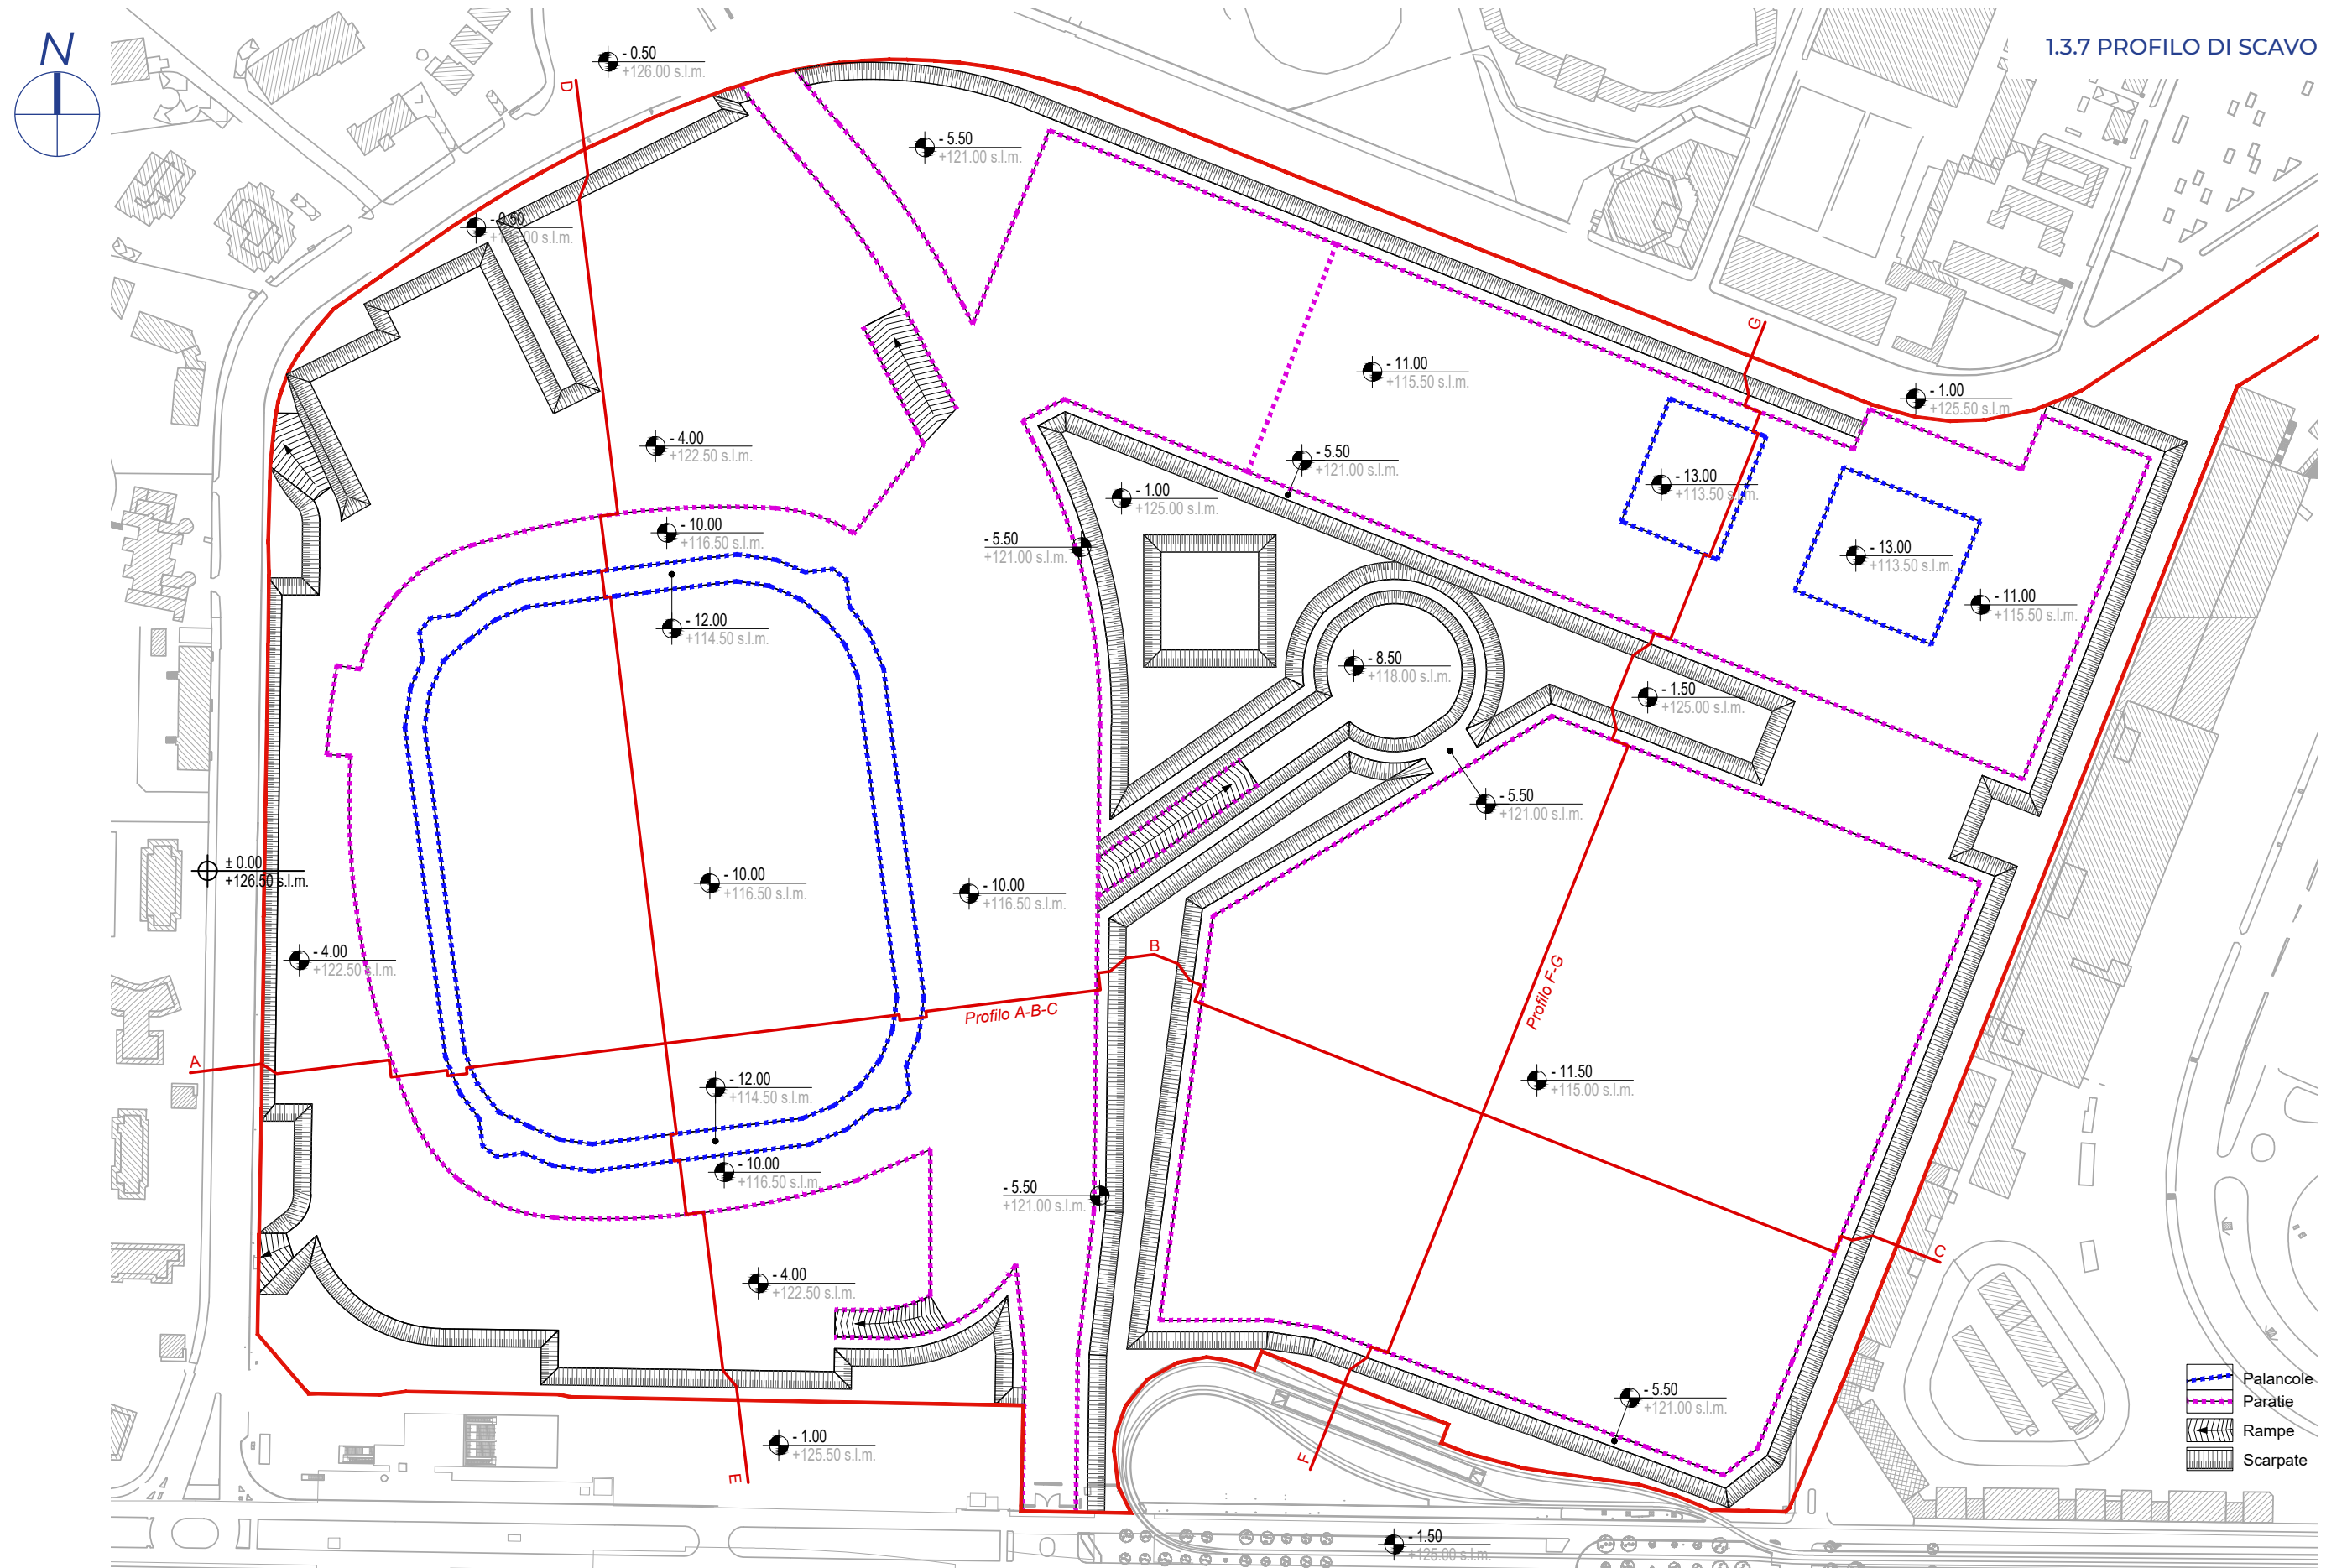 N
1.3.7 PROFILO DI SCAVO
- 0.50
+126.00 s.l.m.
D
- 5.50
+121.00 s.l.m.
- 0.50
+126.00 s.l.m.
G
- 11.00
+115.50 s.l.m.
- 1.00
+125.50 s.l.m.
- 4.00
+122.50 s.l.m.
- 5.50
+121.00 s.l.m.
- 13.00
+113.50 s.l.m.
- 1.00
+125.00 s.l.m.
- 10.00
+116.50 s.l.m.
- 5.50
+121.00 s.l.m.
- 13.00
+113.50 s.l.m.
- 11.00
+115.50 s.l.m.
- 12.00
+114.50 s.l.m.
- 8.50
+118.00 s.l.m.
- 1.50
+125.00 s.l.m.
- 5.50
+121.00 s.l.m.
± 0.00
+126.50 s.l.m.
- 10.00
+116.50 s.l.m.
- 10.00
+116.50 s.l.m.
- 4.00
+122.50 s.l.m.
B
Profilo F-G
Profilo A-B-C
A
- 12.00
+114.50 s.l.m.
- 11.50
+115.00 s.l.m.
- 10.00
+116.50 s.l.m.
- 5.50
+121.00 s.l.m.
C
- 4.00
+122.50 s.l.m.
- 5.50
+121.00 s.l.m.
- 1.00
+125.50 s.l.m.
E
F
- 1.50
+125.00 s.l.m.
Palancole
Paratie
Rampe
Scarpate